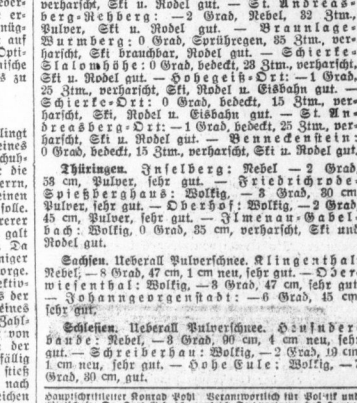 verharscht, Ski u. Rodel gut. — St. Andreas-
berg-Rehberg: —2 Grad, Nebel, 32 Ztm.,
Pulver, Ski u. Rodel gut. — Braunlage-
Wurmberg: 0 Grad, Sprühregen, 35 Ztm., ver-
harscht, Ski brauchbar, Rodel gut. — Schierke-
Slalomhöhe: 0 Grad, bedeckt, 23 Ztm., verharscht,
Ski u. Rodel gut. — Hohegeiß-Ort: —1 Grad,
25 Ztm., verharscht, Ski, Rodel u. Eisbahn gut. —
Schierke-Ort: 0 Grad, bedeckt, 15 Ztm., ver-
harscht, Ski, Rodel u. Eisbahn gut. — St. An-
dreasberg-Ort: —1 Grad, bedeckt, 25 Ztm., ver-
harscht, Ski u. Rodel gut. — Benneckenstein:
0 Grad, bedeckt, 15 Ztm., verharscht, Ski u. Rodel gut.
Thüringen. Inselberg: Nebel — 2 Grad,
53 cm, Pulver, sehr gut. — Friedrichroda-
Spießberghaus: Wolkig, — 3 Grad, 30 cm
Pulver, sehr gut. — Oberhof: Wolkig, — 2 Grad,
45 cm, Pulver, sehr gut. — Ilmenau-Gabel-
bach: Wolkig, 0 Grad, 35 cm, verharscht, Ski und
Rodel gut.
Sachsen. Ueberall Pulverschnee. Klingenthal:
Nebel, — 8 Grad, 47 cm, 1 cm neu, sehr gut. — Ober-
wiesenthal: Wolkig, —3 Grad, 47 cm, sehr gut
— Johanngeorgenstadt: — 6 Grad, 45 cm
sehr gut.
Schlesien. Ueberall Pulverschnee. Hampfnder
baude: Nebel, —3 Grad, 90 cm, 4 cm neu, sehr
gut. — Schreiberhau: Wolkig, — 2 Grad, 19 cm
1 cm neu, sehr gut. — Hohe Eule: Wolkig,
Grad, 30 cm, gut.
Hauptschriftleiter Konrad Pohl Verantwortlich für Politik und